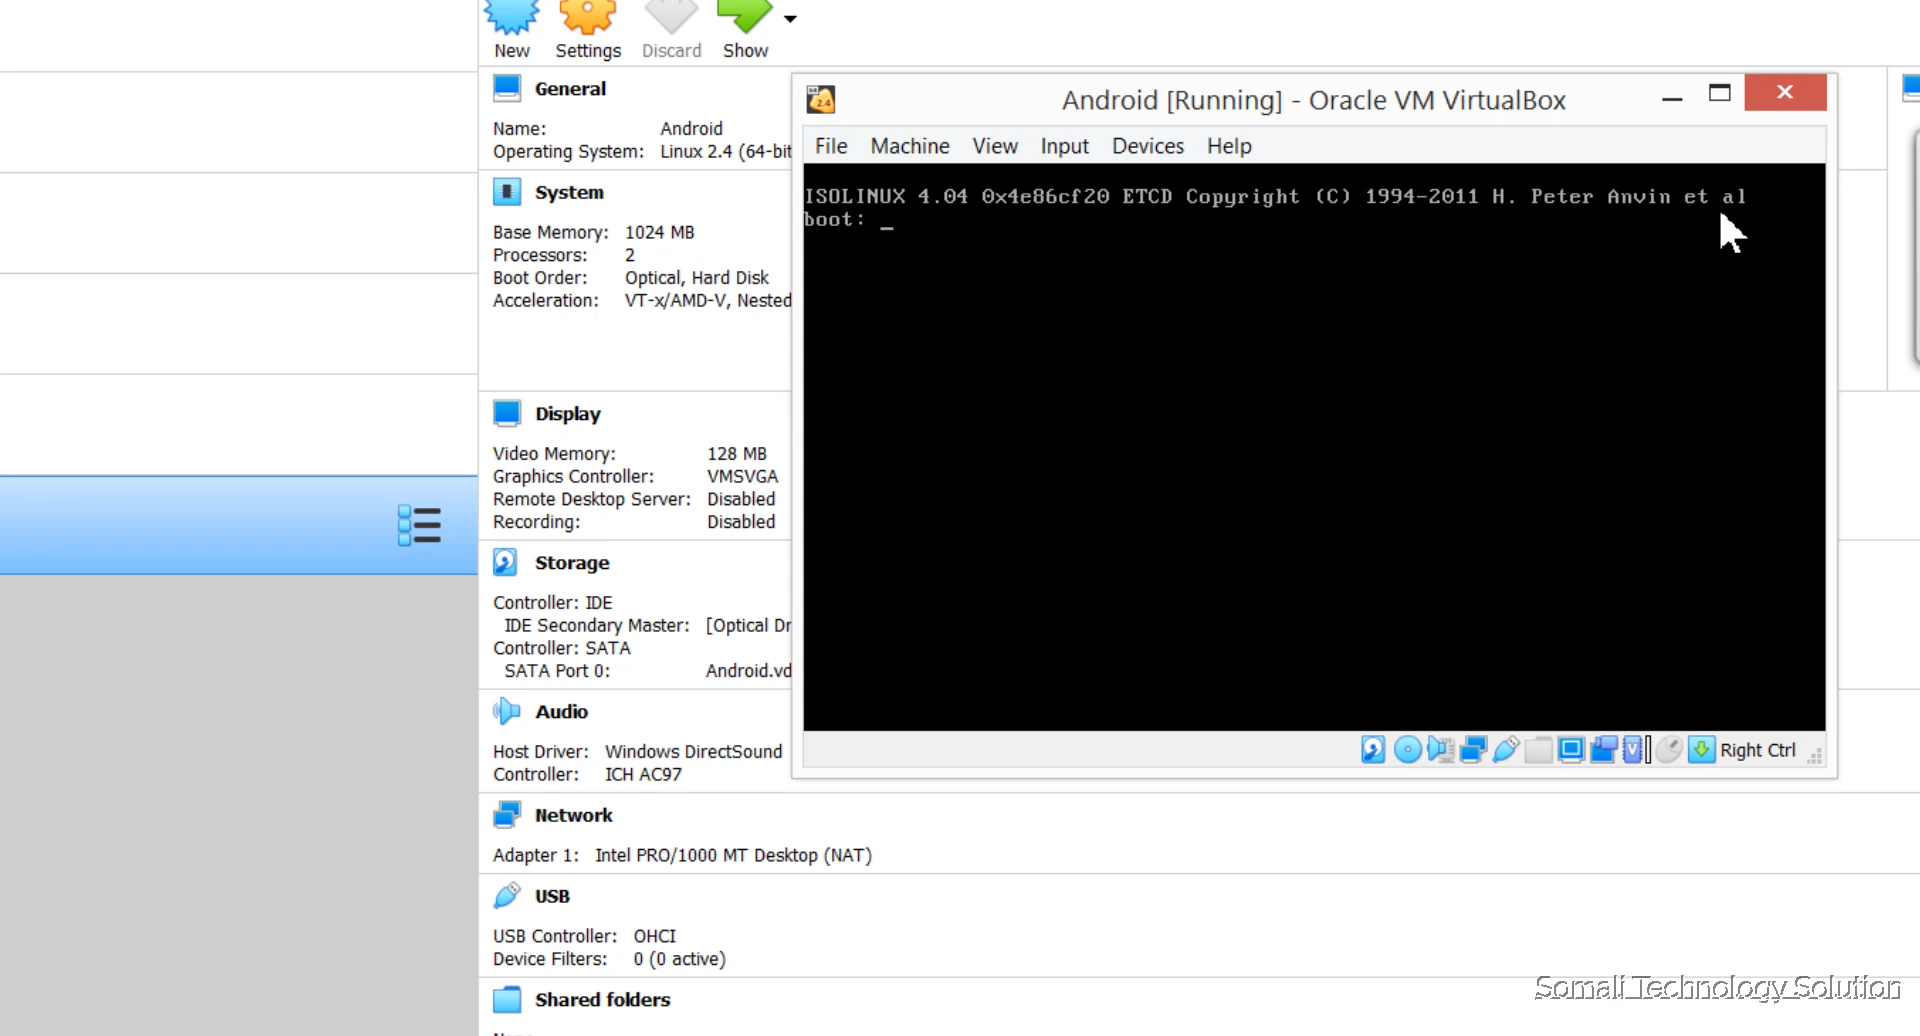 New Settings Discard Show
General
Name: Android
Operating System: Linux 2.4 (64-bit
System
Base Memory: 1024 MB
Processors: 2
Boot Order: Optical, Hard Disk
Acceleration: VT-x/AMD-V, Nested
Display
Video Memory: 128 MB
Graphics Controller: VMSVGA
Remote Desktop Server: Disabled
Recording: Disabled
Storage
Controller: IDE
IDE Secondary Master: [Optical Dr
Controller: SATA
SATA Port 0: Android.vd
Audio
Host Driver: Windows DirectSound
Controller: ICH AC97
Network
Adapter 1: Intel PRO/1000 MT Desktop (NAT)
USB
USB Controller: OHCI
Device Filters: 0 (0 active)
Shared folders
2.4
Android [Running] - Oracle VM VirtualBox
File Machine View Input Devices Help
ISOLINUX 4.04 0x4e86cf20 ETCD Copyright (C) 1994-2011 H. Peter Anvin et al
boot: _
Right Ctrl
Somali Technology Solution